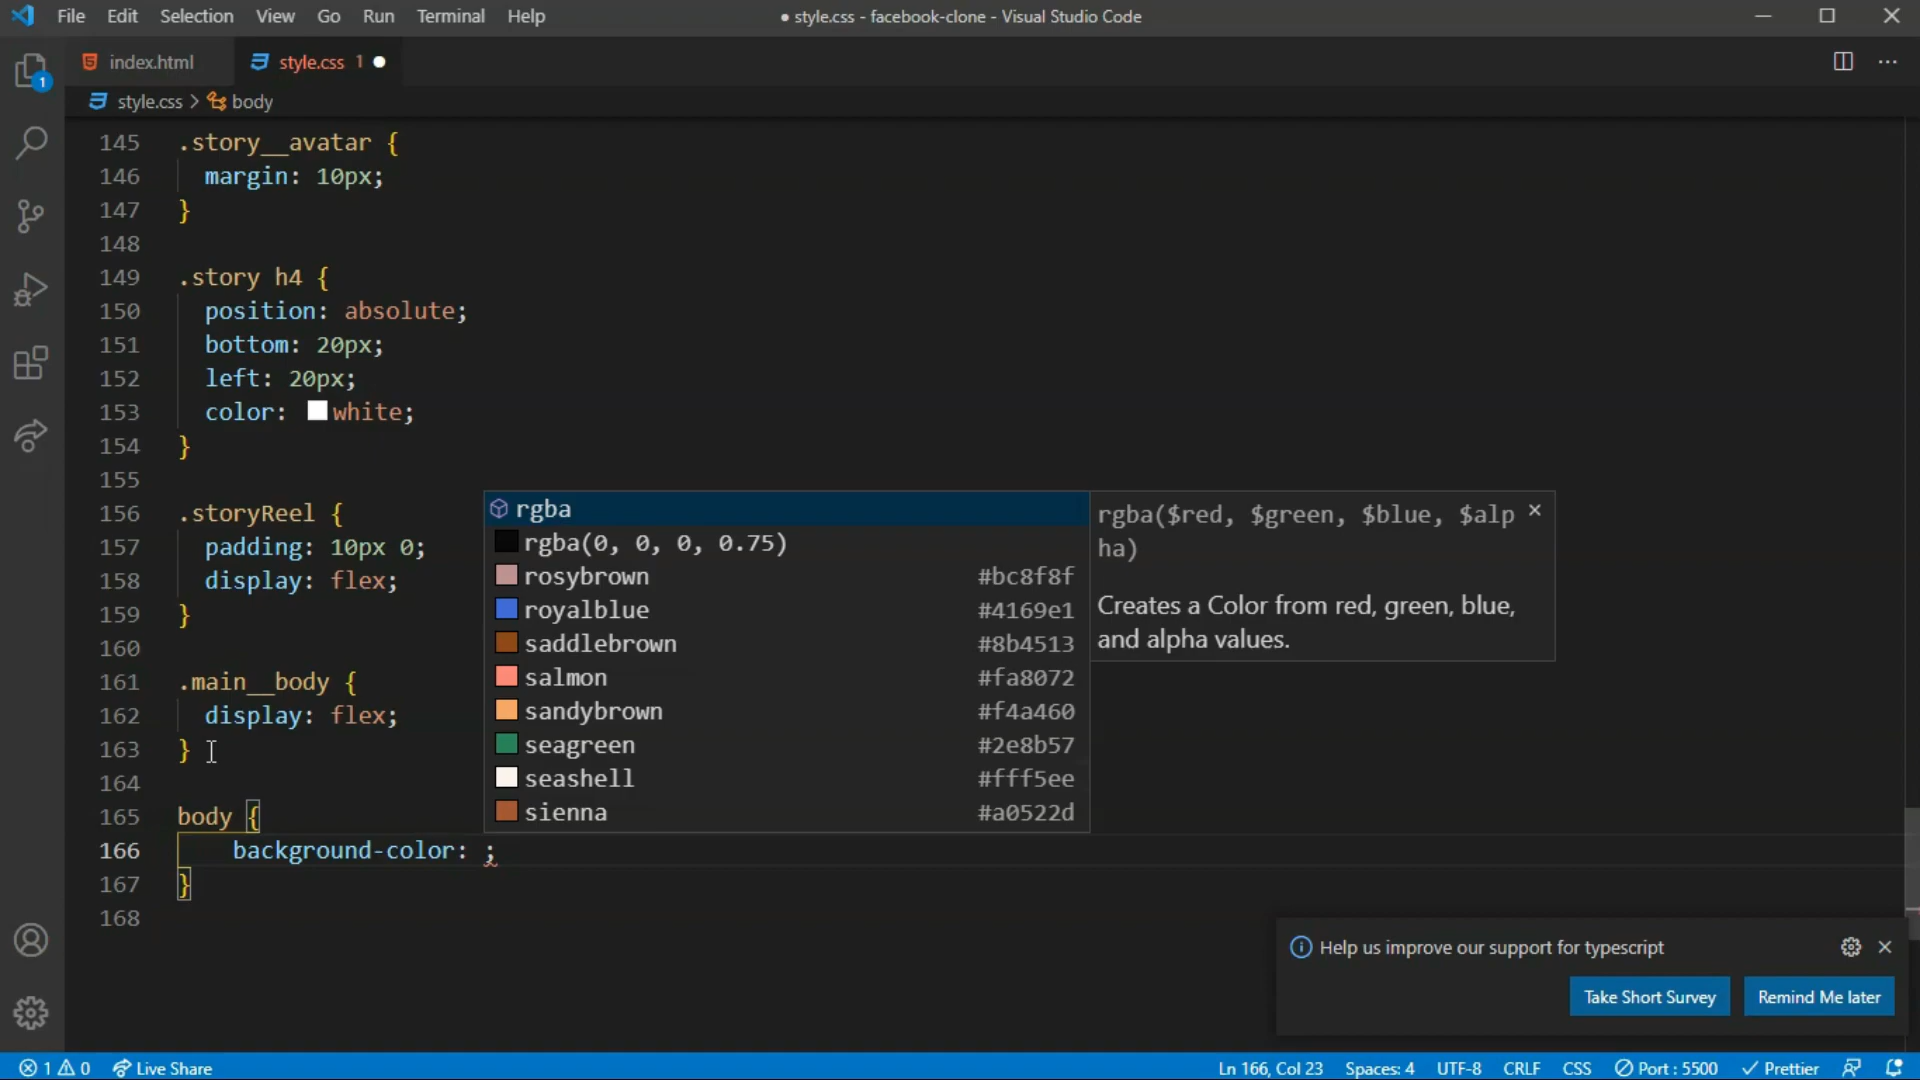 File Edit Selection View Go Run Terminal Help ● style.css - facebook-clone - Visual Studio Code
1
index.html style.css 1 ●
style.css > body
145 .story__avatar {
146 margin: 10px;
147 }
148
149 .story h4 {
150 position: absolute;
151 bottom: 20px;
152 left: 20px;
153 color: white;
154 }
155
156 .storyReel {
157 padding: 10px 0;
158 display: flex;
159 }
160
161 .main__body {
162 display: flex;
163 }
164
165 body {
166 background-color: ;
167 }
168
rgba
rgba(0, 0, 0, 0.75)
rosybrown #bc8f8f
royalblue #4169e1
saddlebrown #8b4513
salmon #fa8072
sandybrown #f4a460
seagreen #2e8b57
seashell #fff5ee
sienna #a0522d
rgba($red, $green, $blue, $alp
ha)
Creates a Color from red, green, blue,
and alpha values.
Help us improve our support for typescript
Take Short Survey Remind Me later
1 0 Live Share Ln 166, Col 23 Spaces: 4 UTF-8 CRLF CSS Port : 5500 Prettier